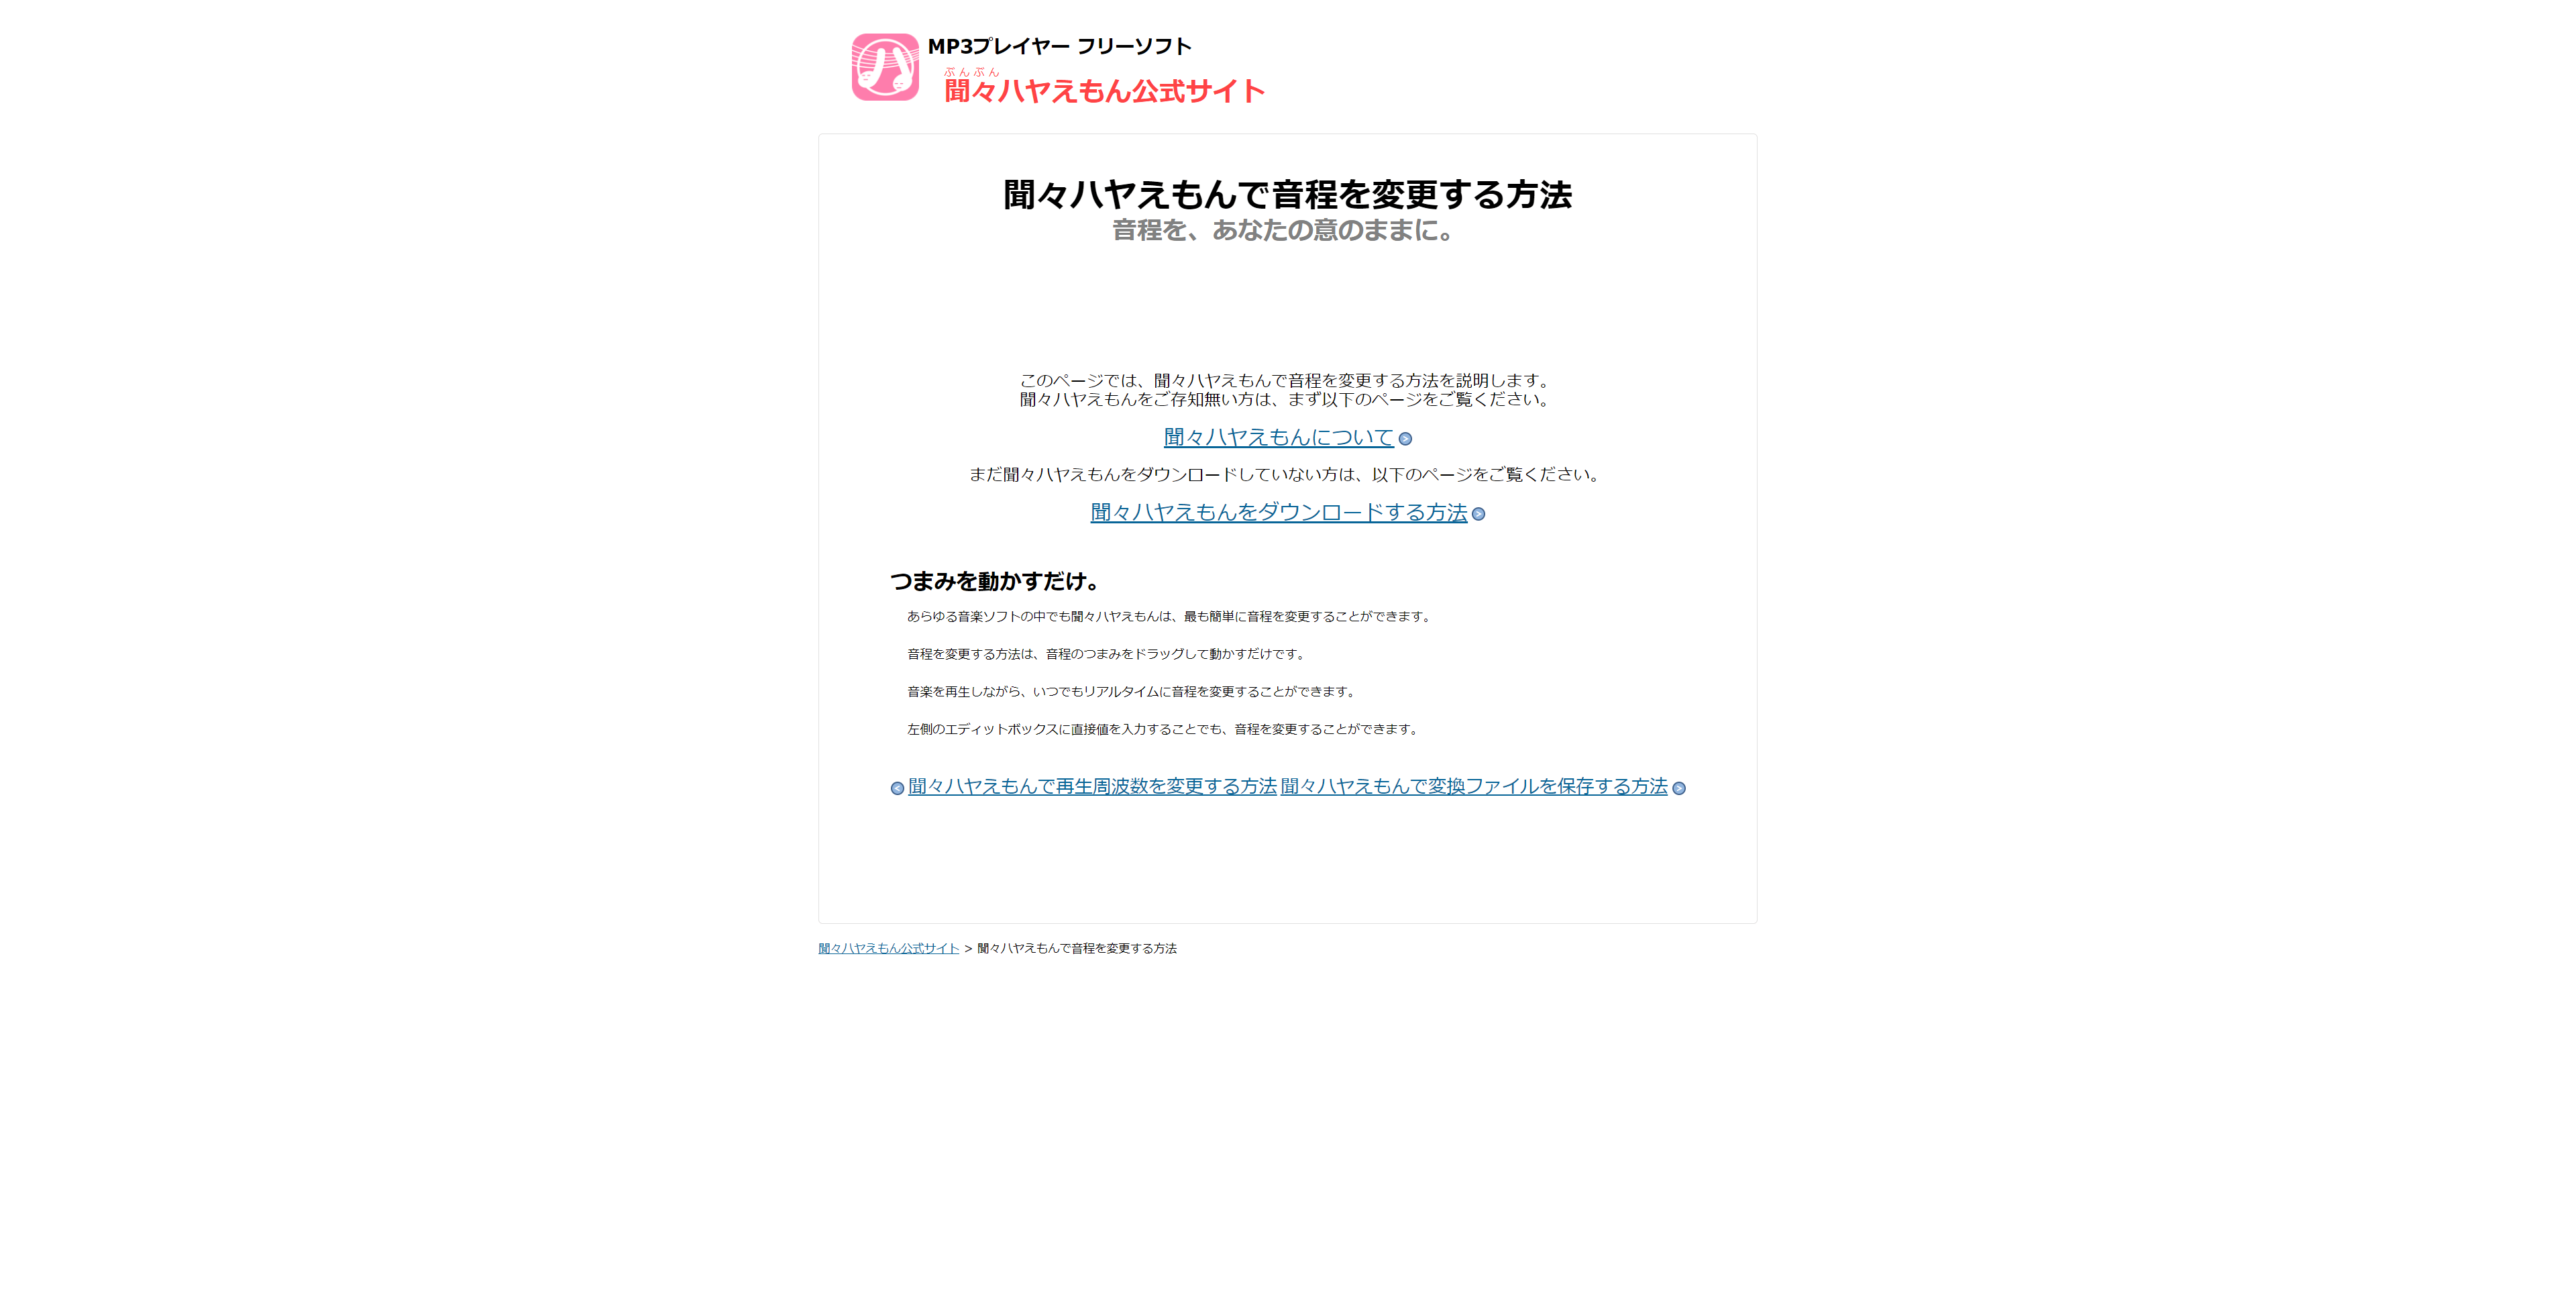 MP3プレイヤー フリーソフト
ぶんぶん
聞々ハヤえもん公式サイト
聞々ハヤえもんで音程を変更する方法
音程を、あなたの意のままに。
このページでは、聞々ハヤえもんで音程を変更する方法を説明します。
聞々ハヤえもんをご存知無い方は、まず以下のページをご覧ください。
聞々ハヤえもんについて
まだ聞々ハヤえもんをダウンロードしていない方は、以下のページをご覧ください。
聞々ハヤえもんをダウンロードする方法
つまみを動かすだけ。
あらゆる音楽ソフトの中でも聞々ハヤえもんは、最も簡単に音程を変更することができます。
音程を変更する方法は、音程のつまみをドラッグして動かすだけです。
音楽を再生しながら、いつでもリアルタイムに音程を変更することができます。
左側のエディットボックスに直接値を入力することでも、音程を変更することができます。
聞々ハヤえもんで再生周波数を変更する方法 聞々ハヤえもんで変換ファイルを保存する方法
聞々ハヤえもん公式サイト > 聞々ハヤえもんで音程を変更する方法